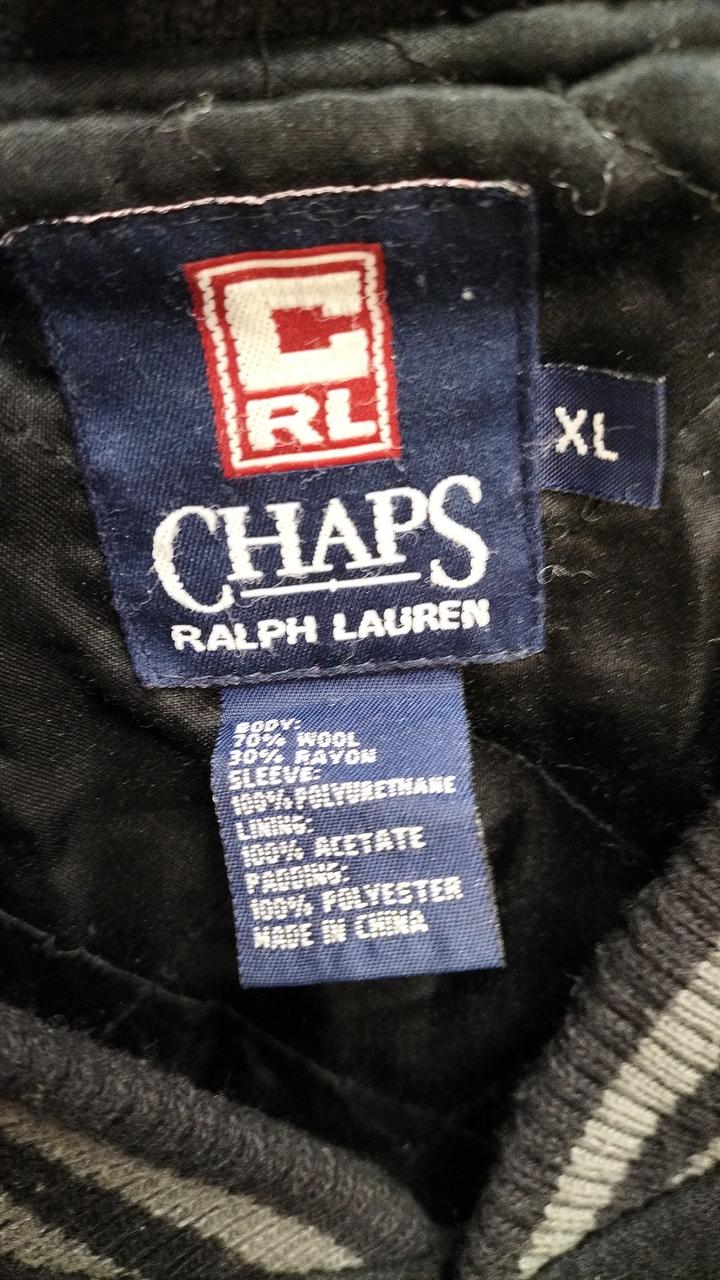 C
RL
CHAPS
RALPH LAUREN
XL
BODY:
70% WOOL
30% RAYON
SLEEVE:
100% POLYURETHANE
LINING:
100% ACETATE
PADDING:
100% POLYESTER
MADE IN CHINA